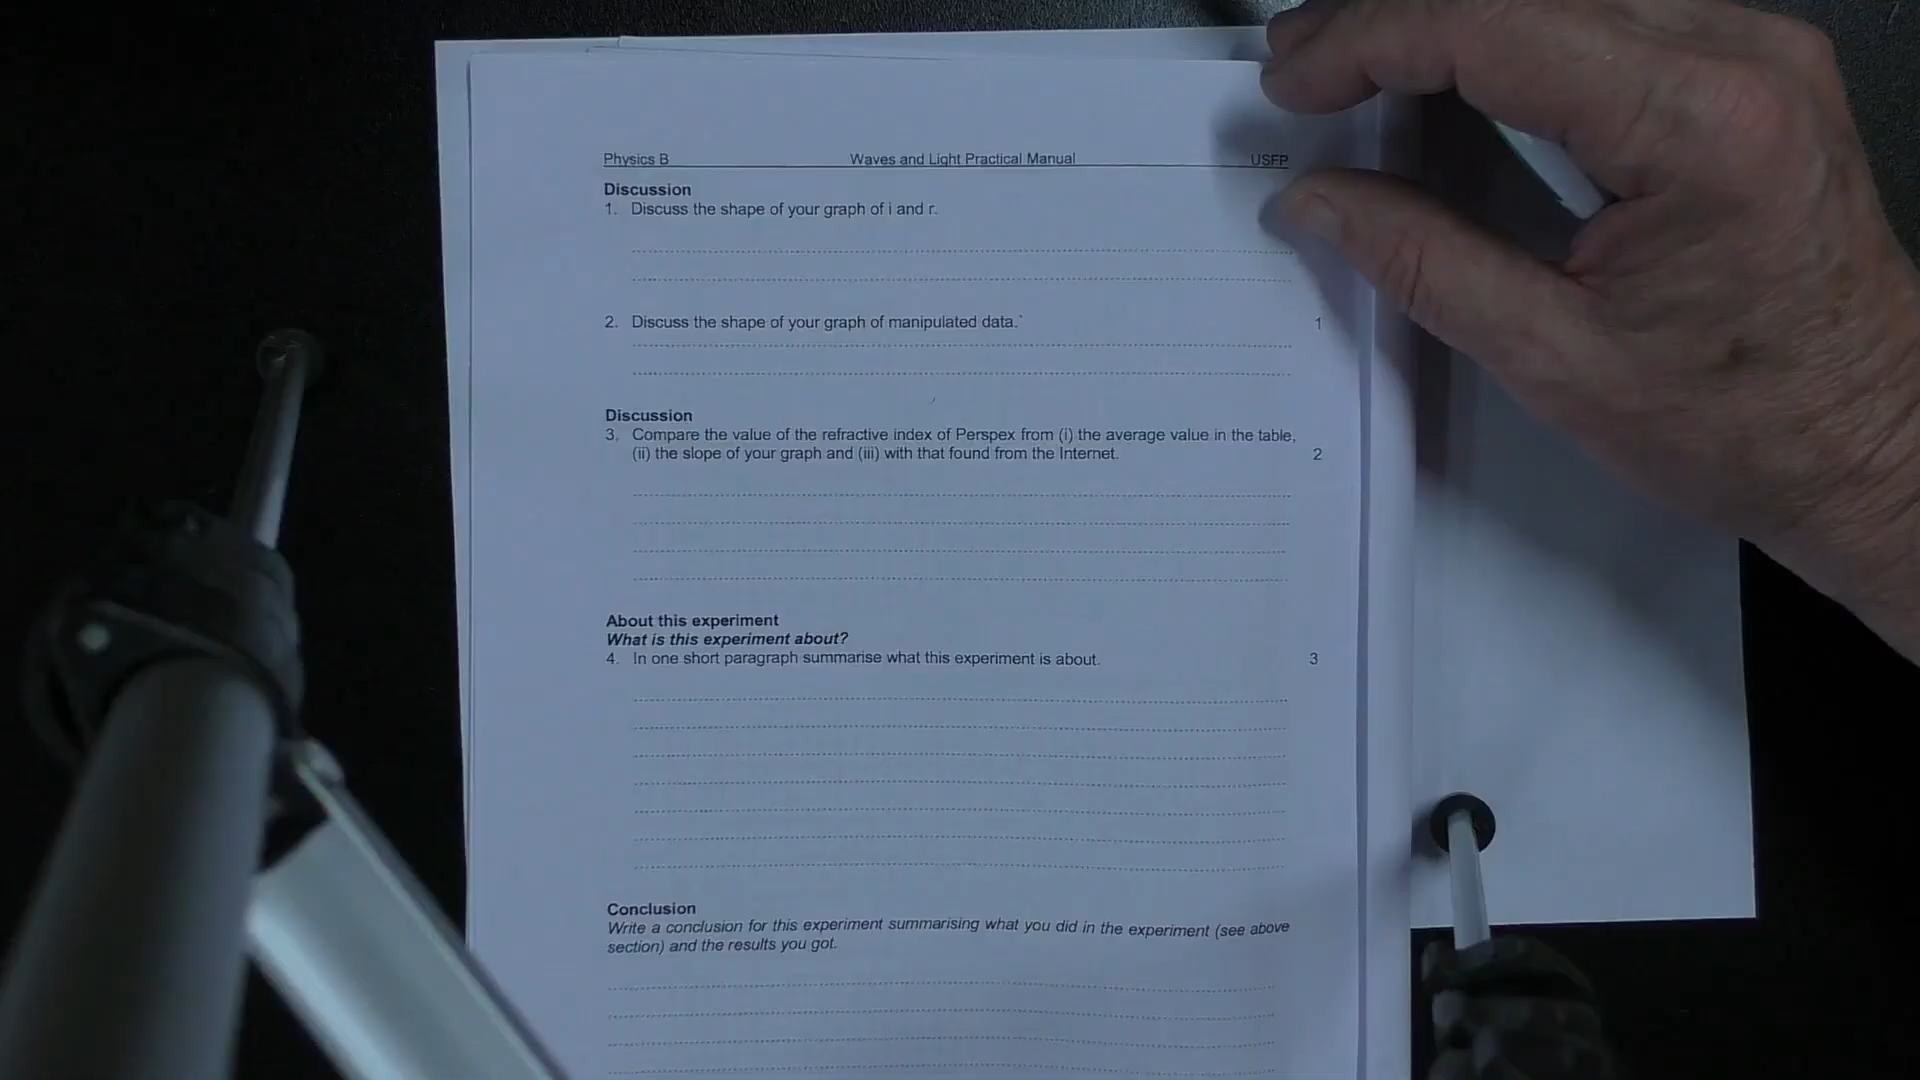 Physics B Waves and Light Practical Manual USFP
Discussion
1. Discuss the shape of your graph of i and r.
2. Discuss the shape of your graph of manipulated data. 1
Discussion
3. Compare the value of the refractive index of Perspex from (i) the average value in the table,
(ii) the slope of your graph and (iii) with that found from the Internet. 2
About this experiment
What is this experiment about?
4. In one short paragraph summarise what this experiment is about. 3
Conclusion
Write a conclusion for this experiment summarising what you did in the experiment (see above
section) and the results you got.